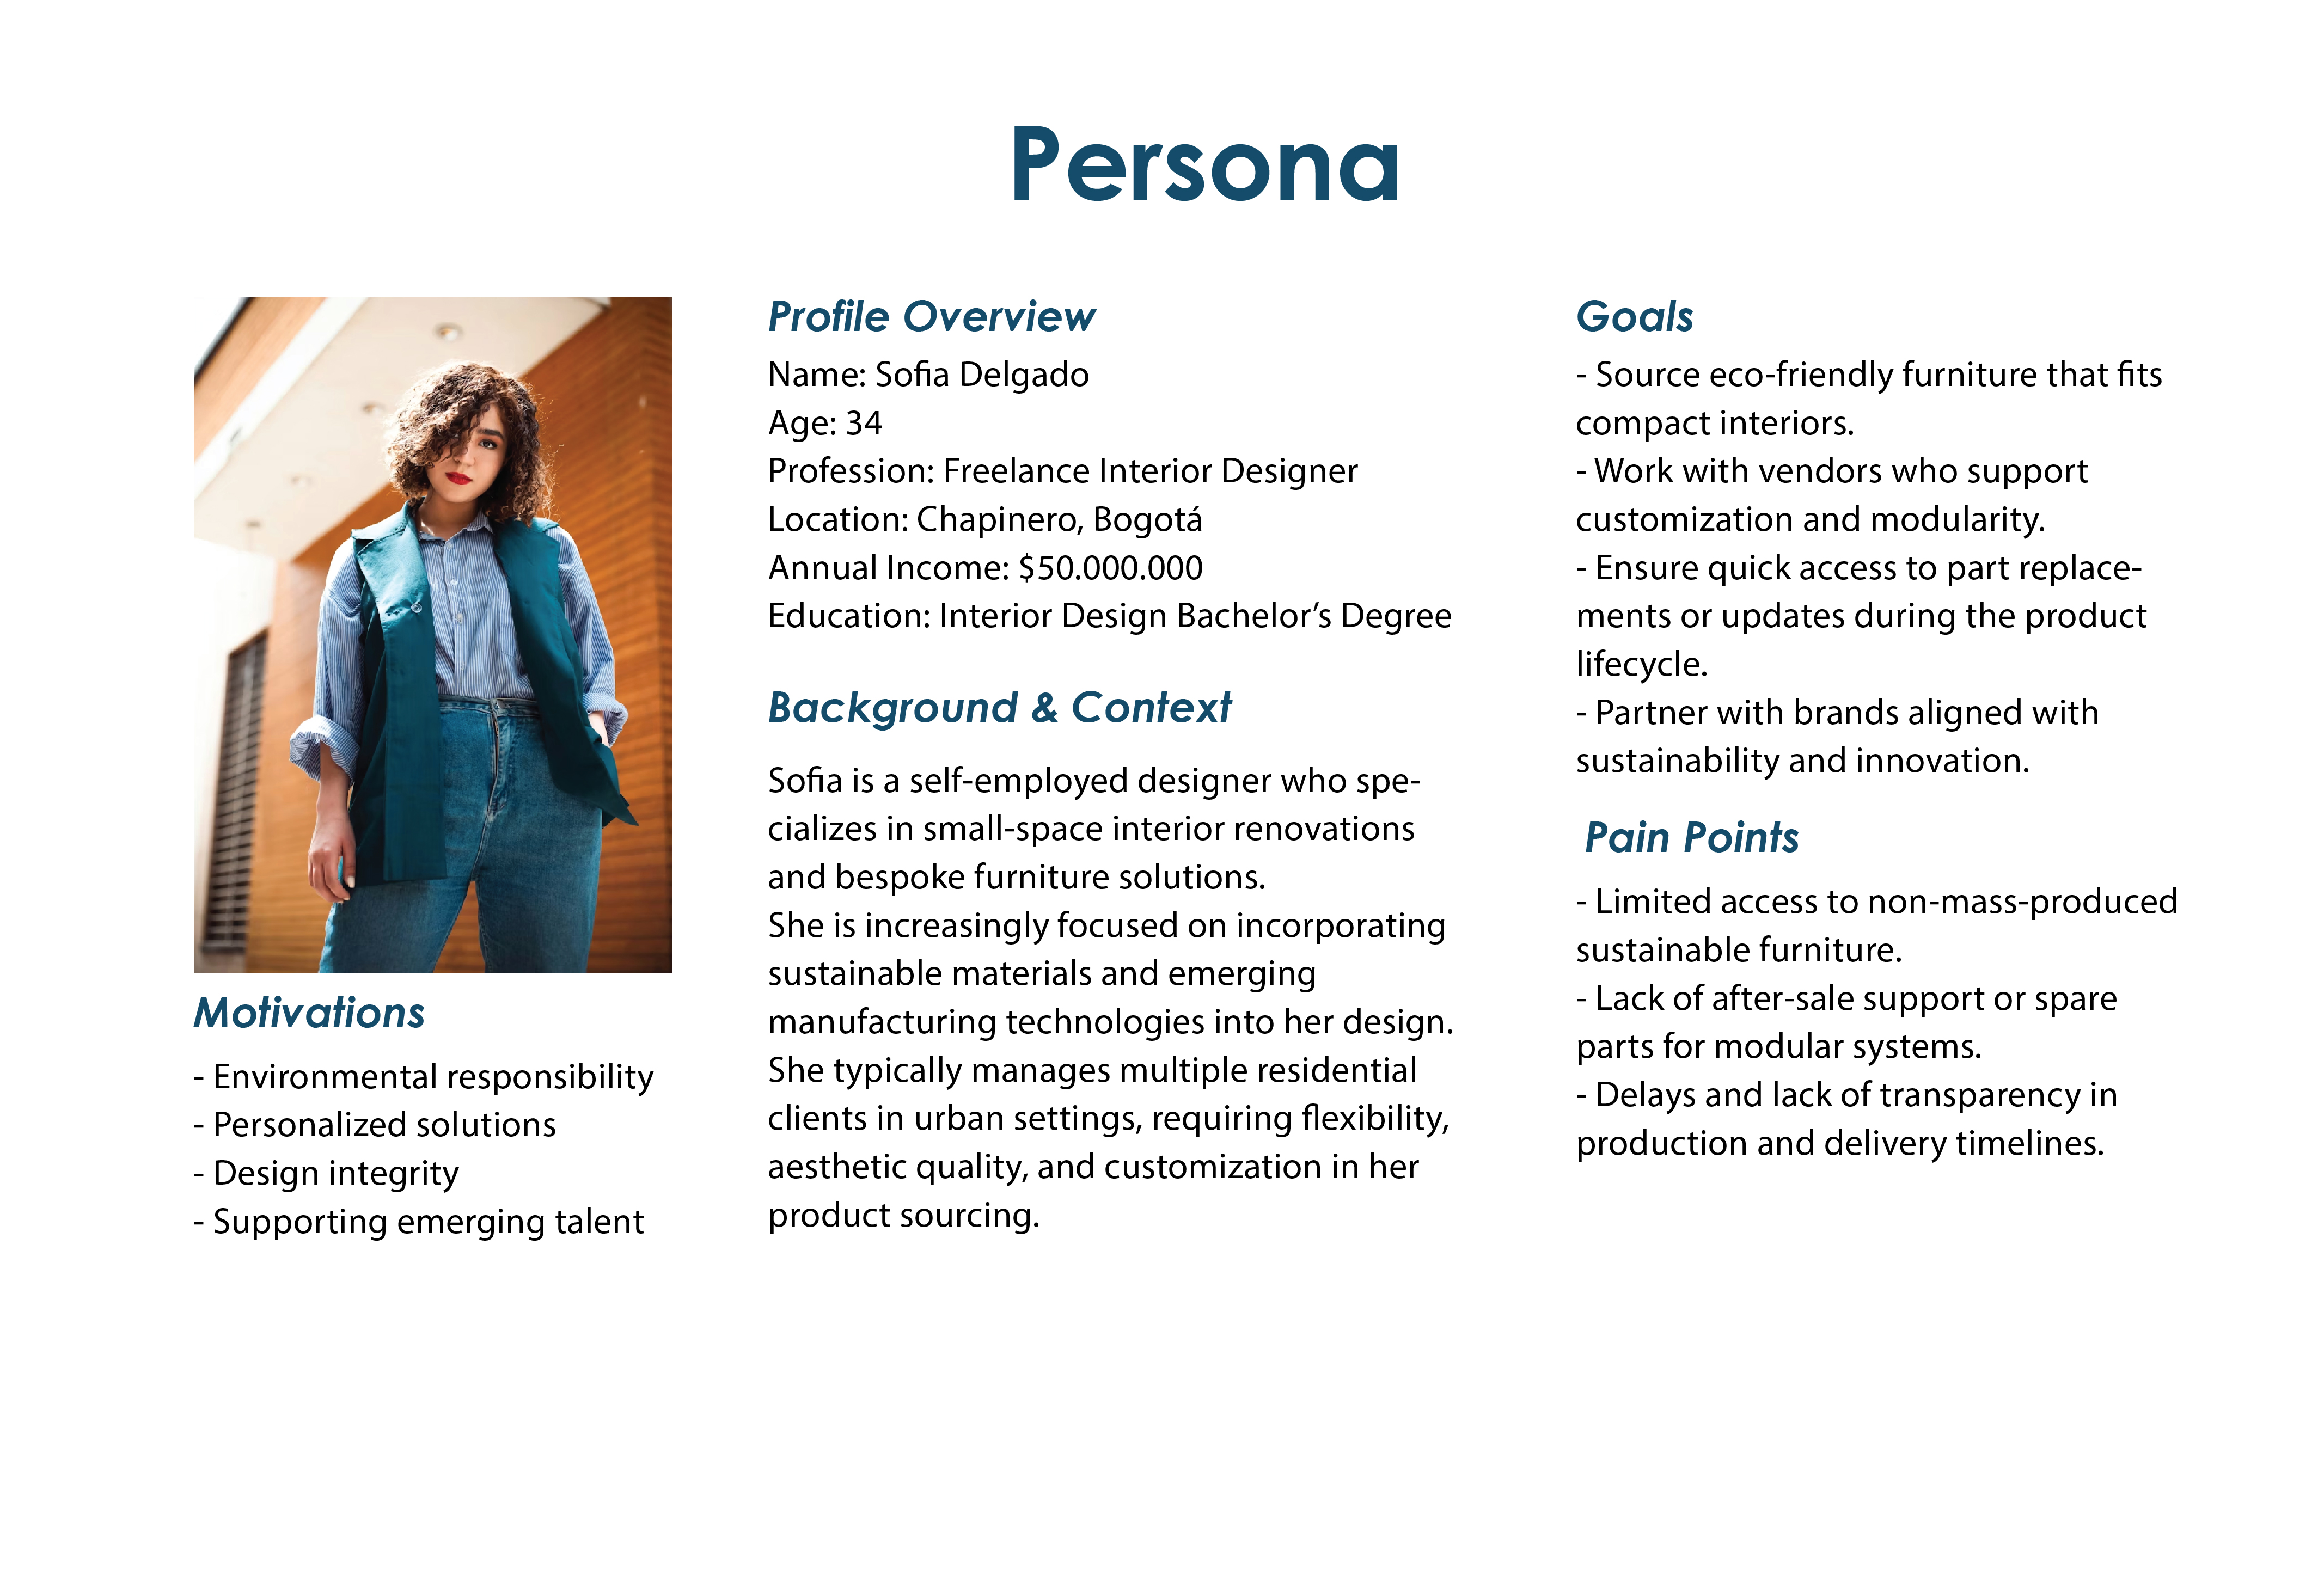 Persona
Motivations
- Environmental responsibility
- Personalized solutions
- Design integrity
- Supporting emerging talent
Profile Overview
Name: Sofia Delgado
Age: 34
Profession: Freelance Interior Designer
Location: Chapinero, Bogotá
Annual Income: $50.000.000
Education: Interior Design Bachelor’s Degree
Background & Context
Sofia is a self-employed designer who spe-
cializes in small-space interior renovations
and bespoke furniture solutions.
She is increasingly focused on incorporating
sustainable materials and emerging
manufacturing technologies into her design.
She typically manages multiple residential
clients in urban settings, requiring flexibility,
aesthetic quality, and customization in her
product sourcing.
Goals
- Source eco-friendly furniture that fits
compact interiors.
- Work with vendors who support
customization and modularity.
- Ensure quick access to part replace-
ments or updates during the product
lifecycle.
- Partner with brands aligned with
sustainability and innovation.
Pain Points
- Limited access to non-mass-produced
sustainable furniture.
- Lack of after-sale support or spare
parts for modular systems.
- Delays and lack of transparency in
production and delivery timelines.